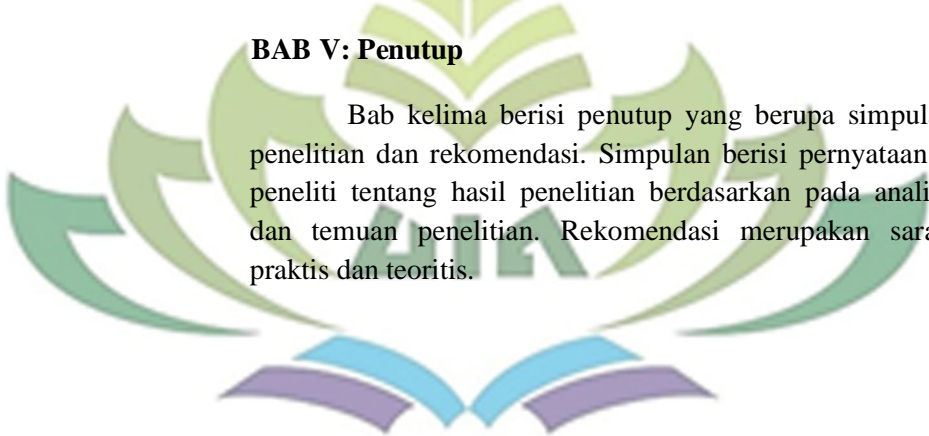 BAB V: Penutup
Bab kelima berisi penutup yang berupa simpul
penelitian dan rekomendasi. Simpulan berisi pernyataan
peneliti tentang hasil penelitian berdasarkan pada anali
dan temuan penelitian. Rekomendasi merupakan sara
praktis dan teoritis.